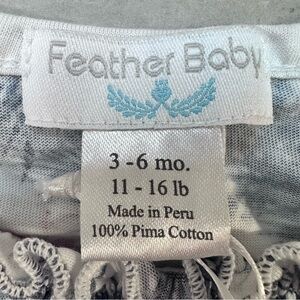 Feather Baby
3 - 6 mo.
11 - 16 lb
Made in Peru
100% Pima Cotton